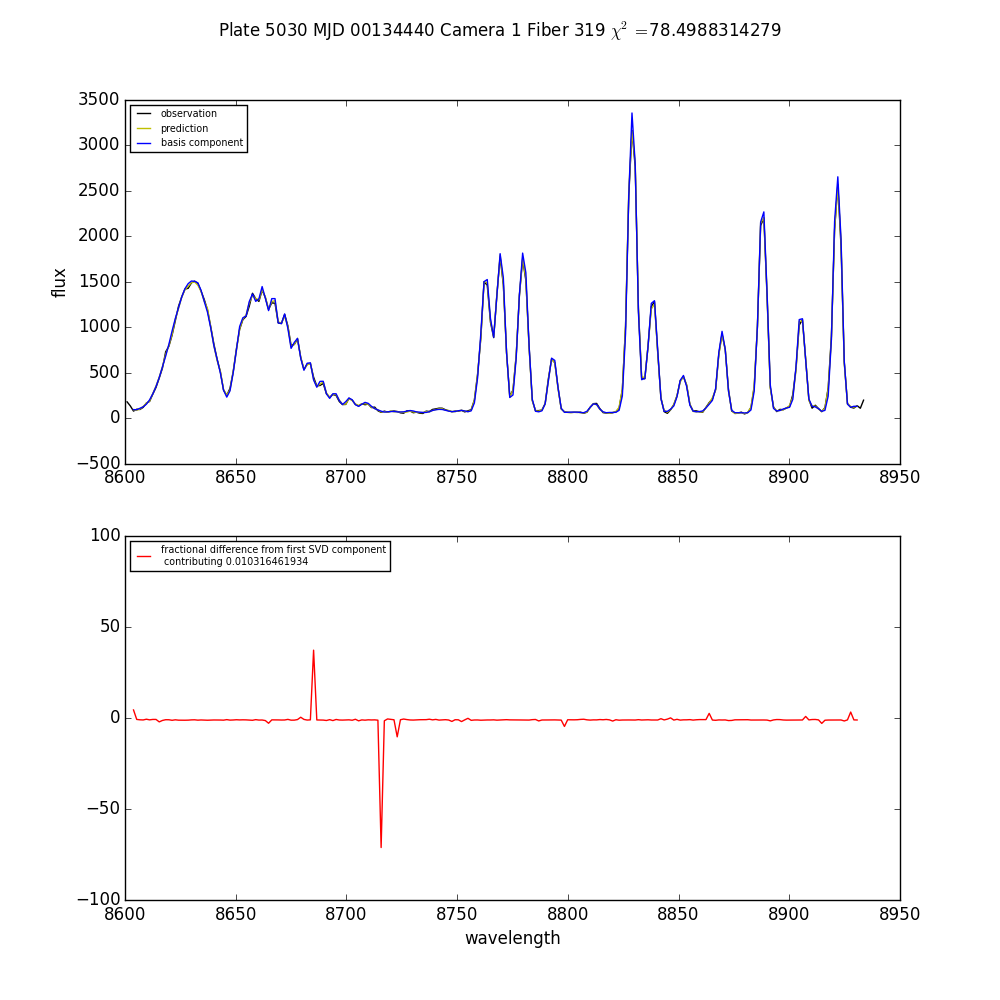 Plate 5030 MJD 00134440 Camera 1 Fiber 319 χ² =78.4988314279
3500
3000
2500
2000
1500
1000
500
0
−500
flux
observation
prediction
basis component
8600 8650 8700 8750 8800 8850 8900 8950
100
50
0
−50
−100
fractional difference from first SVD component
contributing 0.010316461934
8600 8650 8700 8750 8800 8850 8900 8950
wavelength